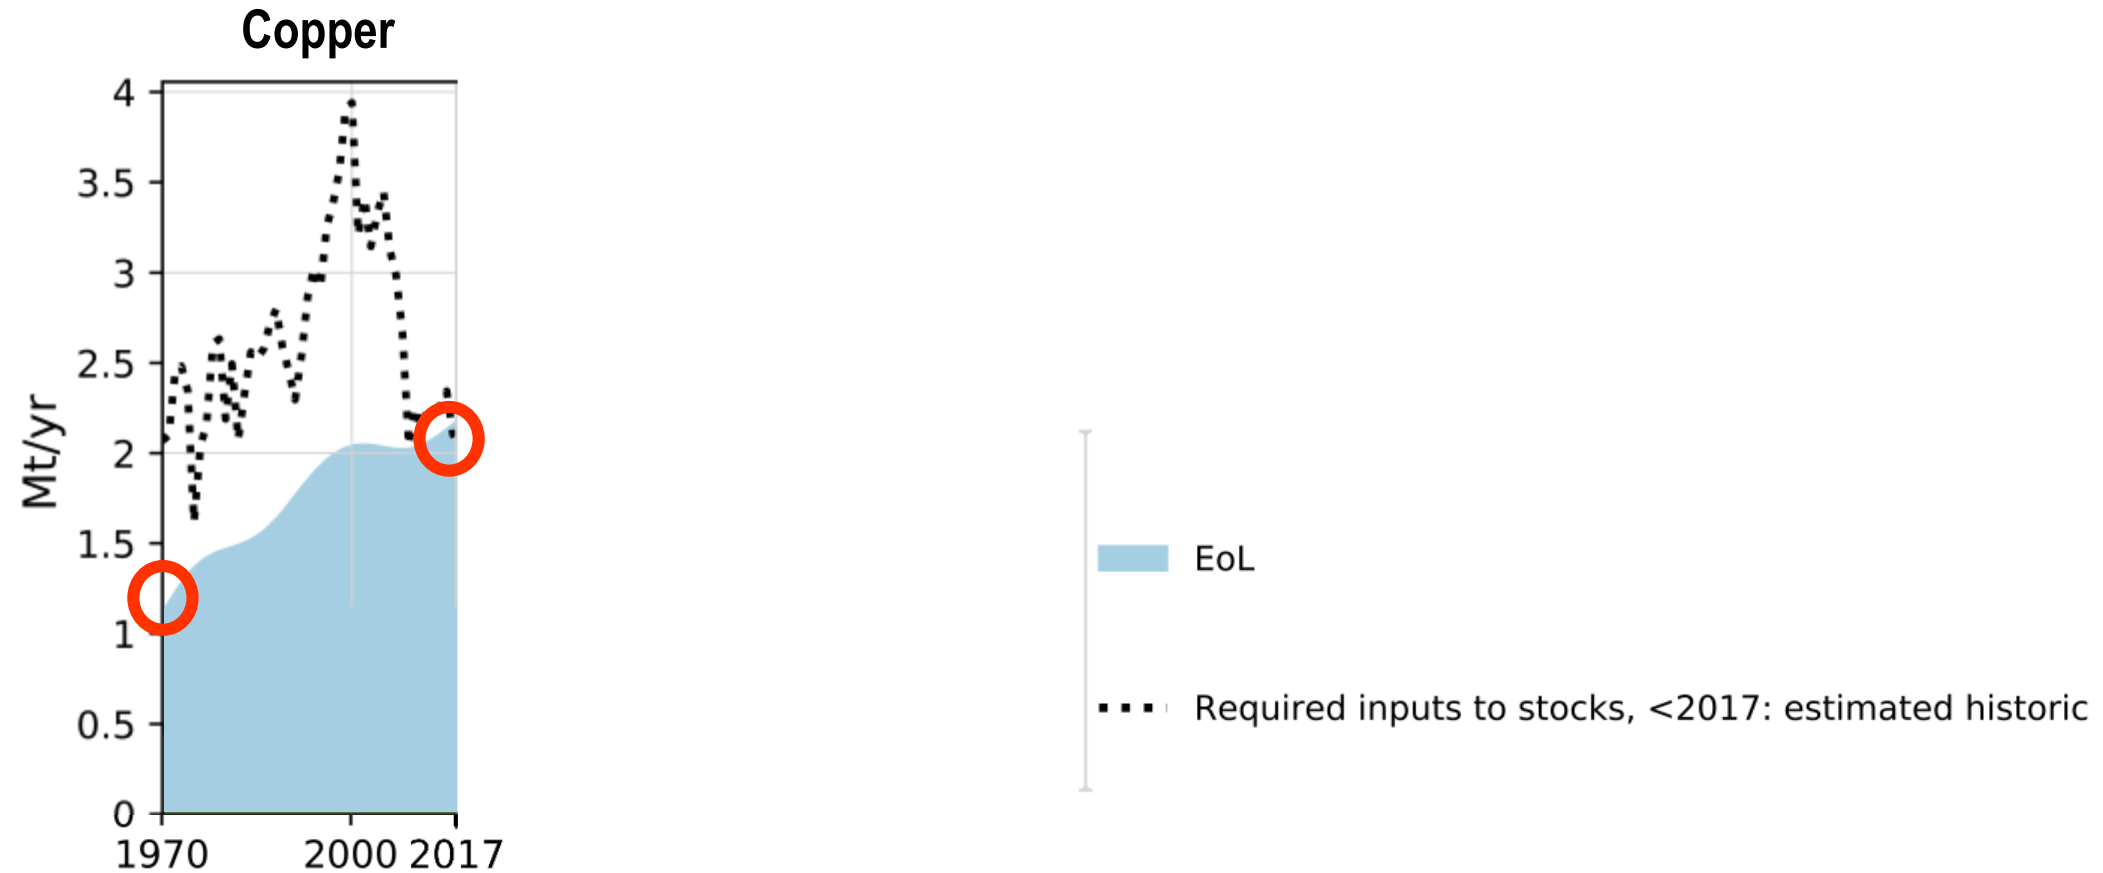 Copper
4
3.5
3
2.5
2
1.5
1
0.5
0
Mt/yr
1970 2000 2017
EoL
Required inputs to stocks, <2017: estimated historic